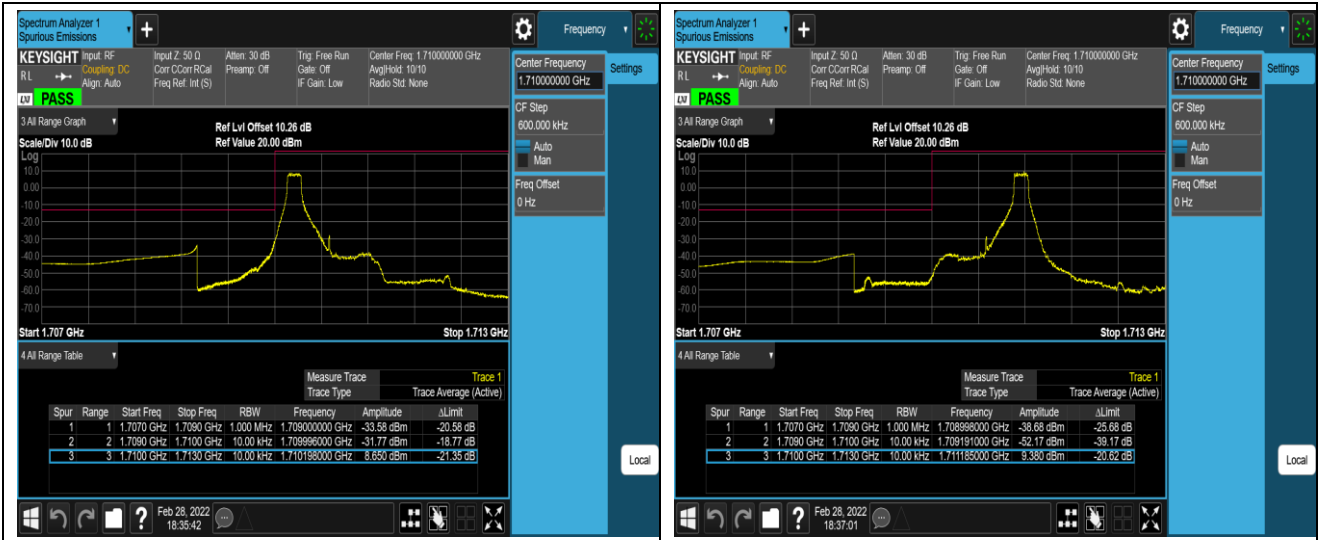 Spectrum Analyzer 1
Spurious Emissions
+
Frequency
KEYSIGHT
RL
Input: RF
Coupling: DC
Align: Auto
Input Z: 50 Ω
Corr CCorr RCal
Freq Ref: Int (S)
Atten: 30 dB
Preamp: Off
Trig: Free Run
Gate: Off
IF Gain: Low
Center Freq: 1.710000000 GHz
Avg|Hold: 10/10
Radio Std: None
LXI PASS
Center Frequency
1.710000000 GHz
Settings
CF Step
600.000 kHz
Auto
Man
Freq Offset
0 Hz
3 All Range Graph
Scale/Div 10.0 dB
Ref Lvl Offset 10.26 dB
Ref Value 20.00 dBm
Log
10.0
0.00
-10.0
-20.0
-30.0
-40.0
-50.0
-60.0
-70.0
Start 1.707 GHz Stop 1.713 GHz
4 All Range Table
Measure Trace Trace 1
Trace Type Trace Average (Active)
Spur Range Start Freq Stop Freq RBW Frequency Amplitude ΔLimit
1 1 1.7070 GHz 1.7090 GHz 1.000 MHz 1.709000000 GHz -33.58 dBm -20.58 dB
2 2 1.7090 GHz 1.7100 GHz 10.00 kHz 1.709996000 GHz -31.77 dBm -18.77 dB
3 3 1.7100 GHz 1.7130 GHz 10.00 kHz 1.710198000 GHz 8.650 dBm -21.35 dB
Local
?
Feb 28, 2022
18:35:42
Spectrum Analyzer 1
Spurious Emissions
+
Frequency
KEYSIGHT
RL
Input: RF
Coupling: DC
Align: Auto
Input Z: 50 Ω
Corr CCorr RCal
Freq Ref: Int (S)
Atten: 30 dB
Preamp: Off
Trig: Free Run
Gate: Off
IF Gain: Low
Center Freq: 1.710000000 GHz
Avg|Hold: 10/10
Radio Std: None
LXI PASS
Center Frequency
1.710000000 GHz
Settings
CF Step
600.000 kHz
Auto
Man
Freq Offset
0 Hz
3 All Range Graph
Scale/Div 10.0 dB
Ref Lvl Offset 10.26 dB
Ref Value 20.00 dBm
Log
10.0
0.00
-10.0
-20.0
-30.0
-40.0
-50.0
-60.0
-70.0
Start 1.707 GHz Stop 1.713 GHz
4 All Range Table
Measure Trace Trace 1
Trace Type Trace Average (Active)
Spur Range Start Freq Stop Freq RBW Frequency Amplitude ΔLimit
1 1 1.7070 GHz 1.7090 GHz 1.000 MHz 1.708998000 GHz -38.68 dBm -25.68 dB
2 2 1.7090 GHz 1.7100 GHz 10.00 kHz 1.709191000 GHz -52.17 dBm -39.17 dB
3 3 1.7100 GHz 1.7130 GHz 10.00 kHz 1.711185000 GHz 9.380 dBm -20.62 dB
Local
?
Feb 28, 2022
18:37:01